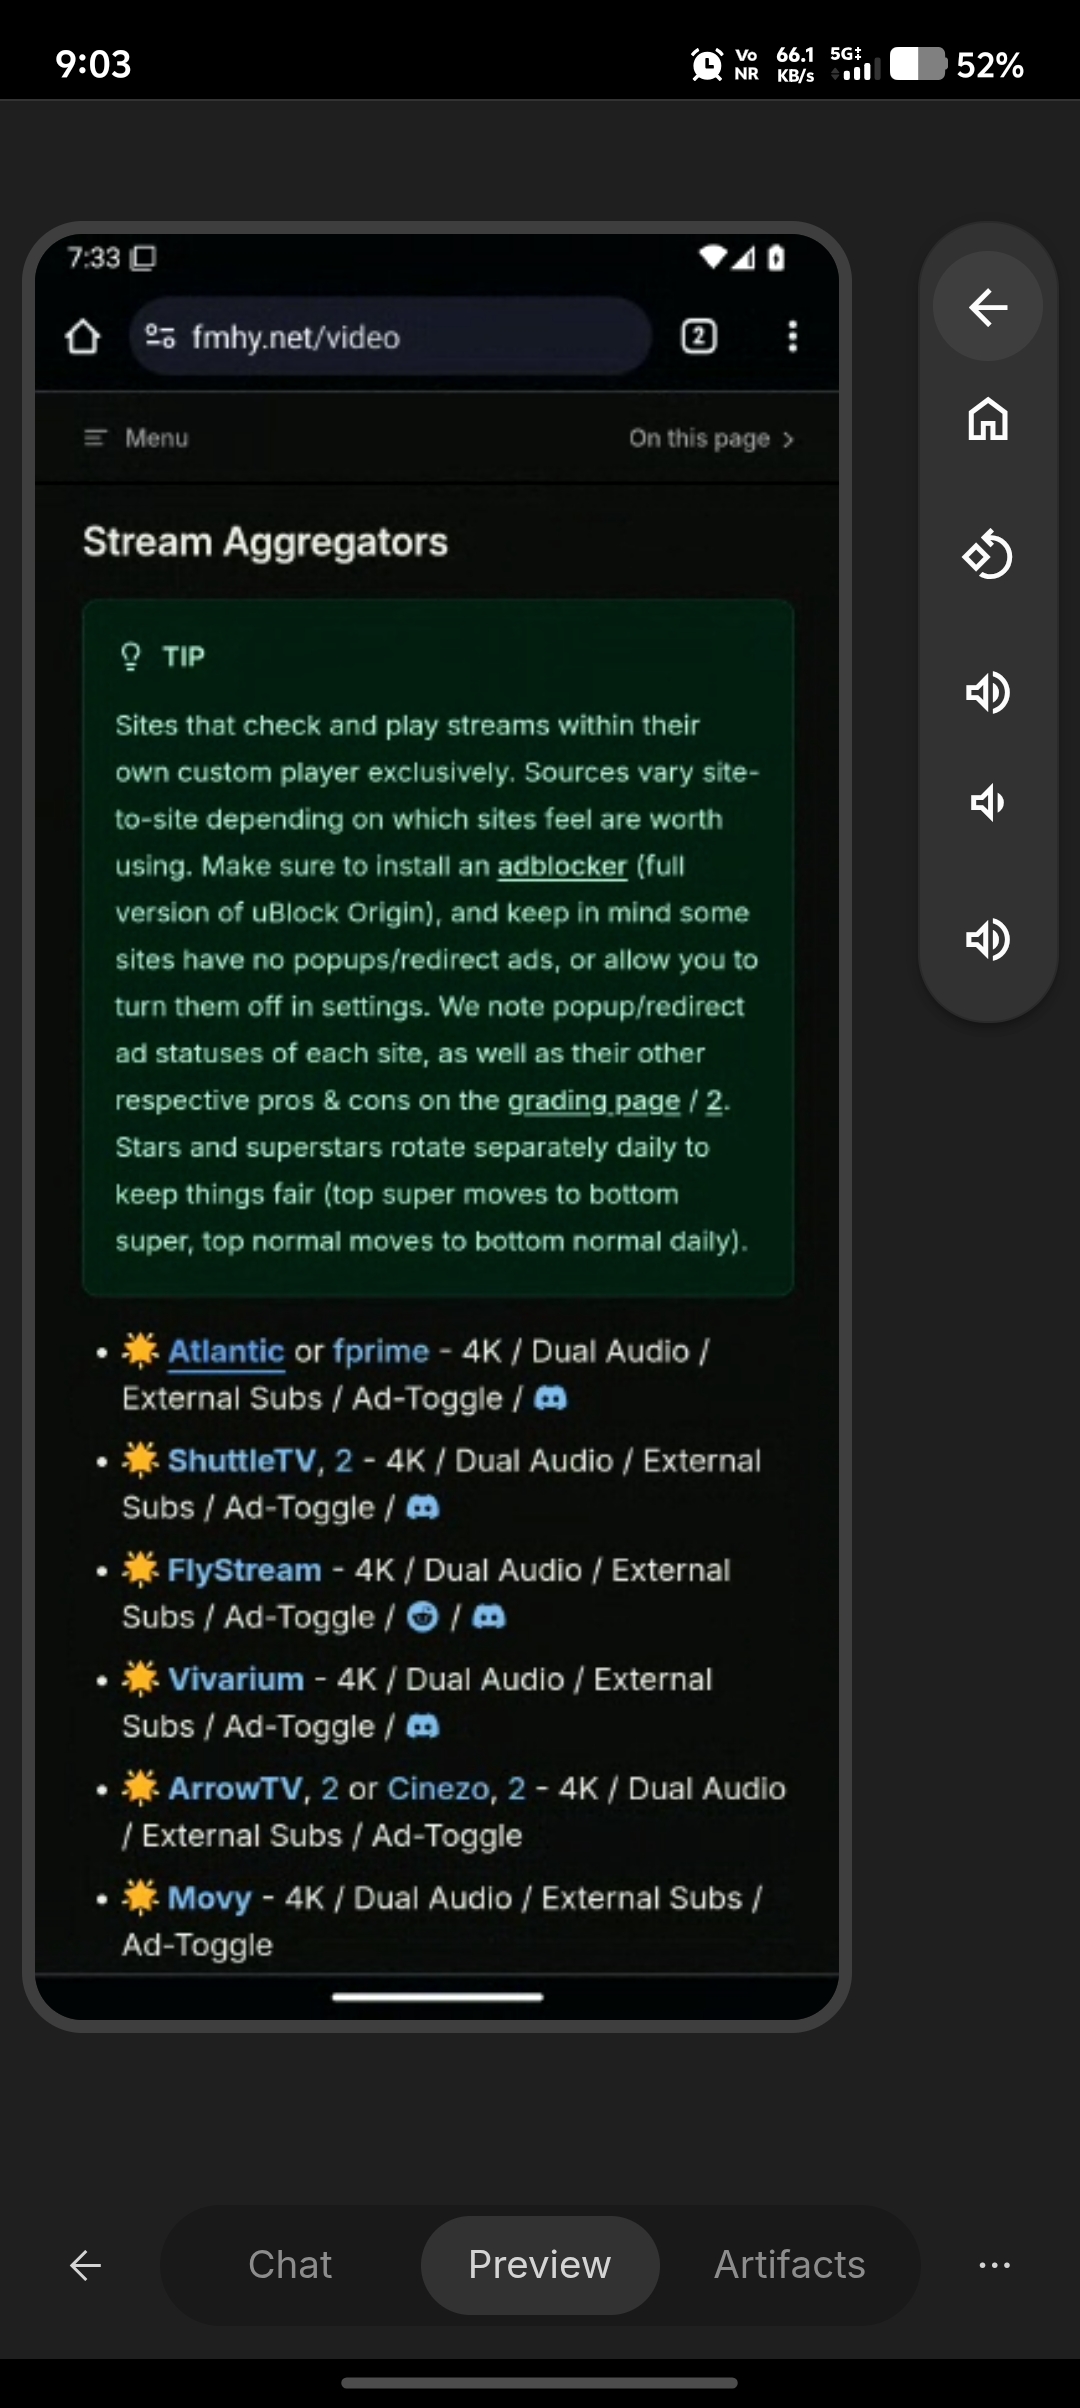 9:03
Vo
NR
66.1
KB/s
5G‡
52%
7:33
fmhy.net/video
2
Menu
On this page >
Stream Aggregators
TIP
Sites that check and play streams within their
own custom player exclusively. Sources vary site-
to-site depending on which sites feel are worth
using. Make sure to install an adblocker (full
version of uBlock Origin), and keep in mind some
sites have no popups/redirect ads, or allow you to
turn them off in settings. We note popup/redirect
ad statuses of each site, as well as their other
respective pros & cons on the grading page / 2.
Stars and superstars rotate separately daily to
keep things fair (top super moves to bottom
super, top normal moves to bottom normal daily).
• 🌟 Atlantic or fprime - 4K / Dual Audio /
External Subs / Ad-Toggle /
• 🌟 ShuttleTV, 2 - 4K / Dual Audio / External
Subs / Ad-Toggle /
• 🌟 FlyStream - 4K / Dual Audio / External
Subs / Ad-Toggle / /
• 🌟 Vivarium - 4K / Dual Audio / External
Subs / Ad-Toggle /
• 🌟 ArrowTV, 2 or Cinezo, 2 - 4K / Dual Audio
/ External Subs / Ad-Toggle
• 🌟 Movy - 4K / Dual Audio / External Subs /
Ad-Toggle
Chat
Preview
Artifacts